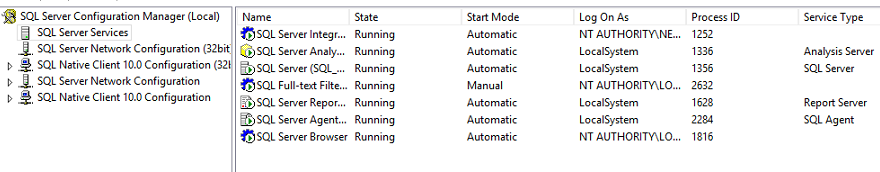 SQL Server Configuration Manager (Local)
SQL Server Services
SQL Server Network Configuration (32bit
SQL Native Client 10.0 Configuration (32b
SQL Server Network Configuration
SQL Native Client 10.0 Configuration
Name State Start Mode Log On As Process ID Service Type
SQL Server Integr... Running Automatic NT AUTHORITY\NE... 1252
SQL Server Analy... Running Automatic LocalSystem 1336 Analysis Server
SQL Server (SQL_... Running Automatic LocalSystem 1356 SQL Server
SQL Full-text Filte... Running Manual NT AUTHORITY\LO... 2632
SQL Server Repor... Running Automatic LocalSystem 1628 Report Server
SQL Server Agent... Running Automatic LocalSystem 2284 SQL Agent
SQL Server Browser Running Automatic NT AUTHORITY\LO... 1816